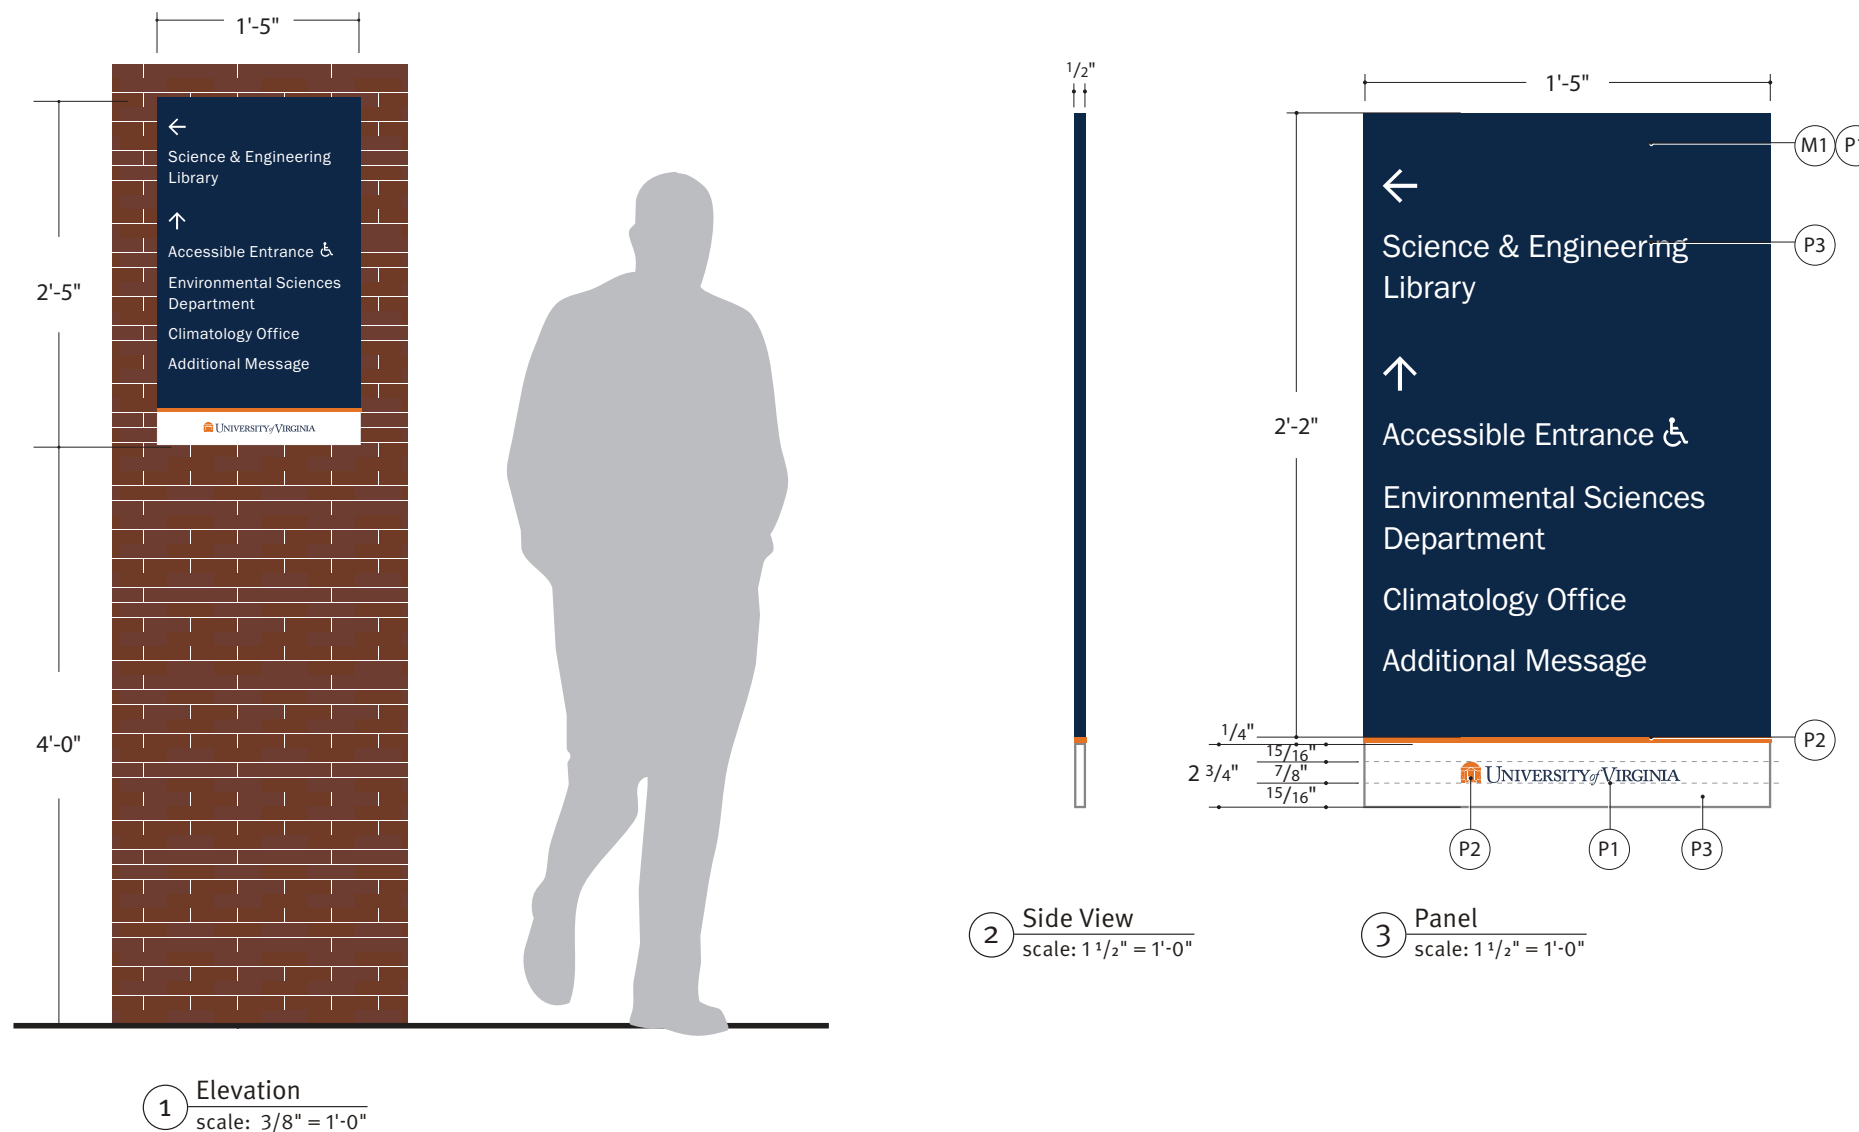 1'-5"
←
Science & Engineering
Library
↑
Accessible Entrance
Environmental Sciences
Department
Climatology Office
Additional Message
UNIVERSITY of VIRGINIA
2'-5"
4'-0"
1 Elevation
scale: 3/8" = 1'-0"
1/2"
2 Side View
scale: 1 1/2" = 1'-0"
1'-5"
M1
P3
←
Science & Engineering
Library
↑
Accessible Entrance
Environmental Sciences
Department
Climatology Office
Additional Message
2'-2"
P2
1/4"
15/16"
2 3/4"
7/8"
15/16"
UNIVERSITY of VIRGINIA
P2 P1 P3
3 Panel
scale: 1 1/2" = 1'-0"